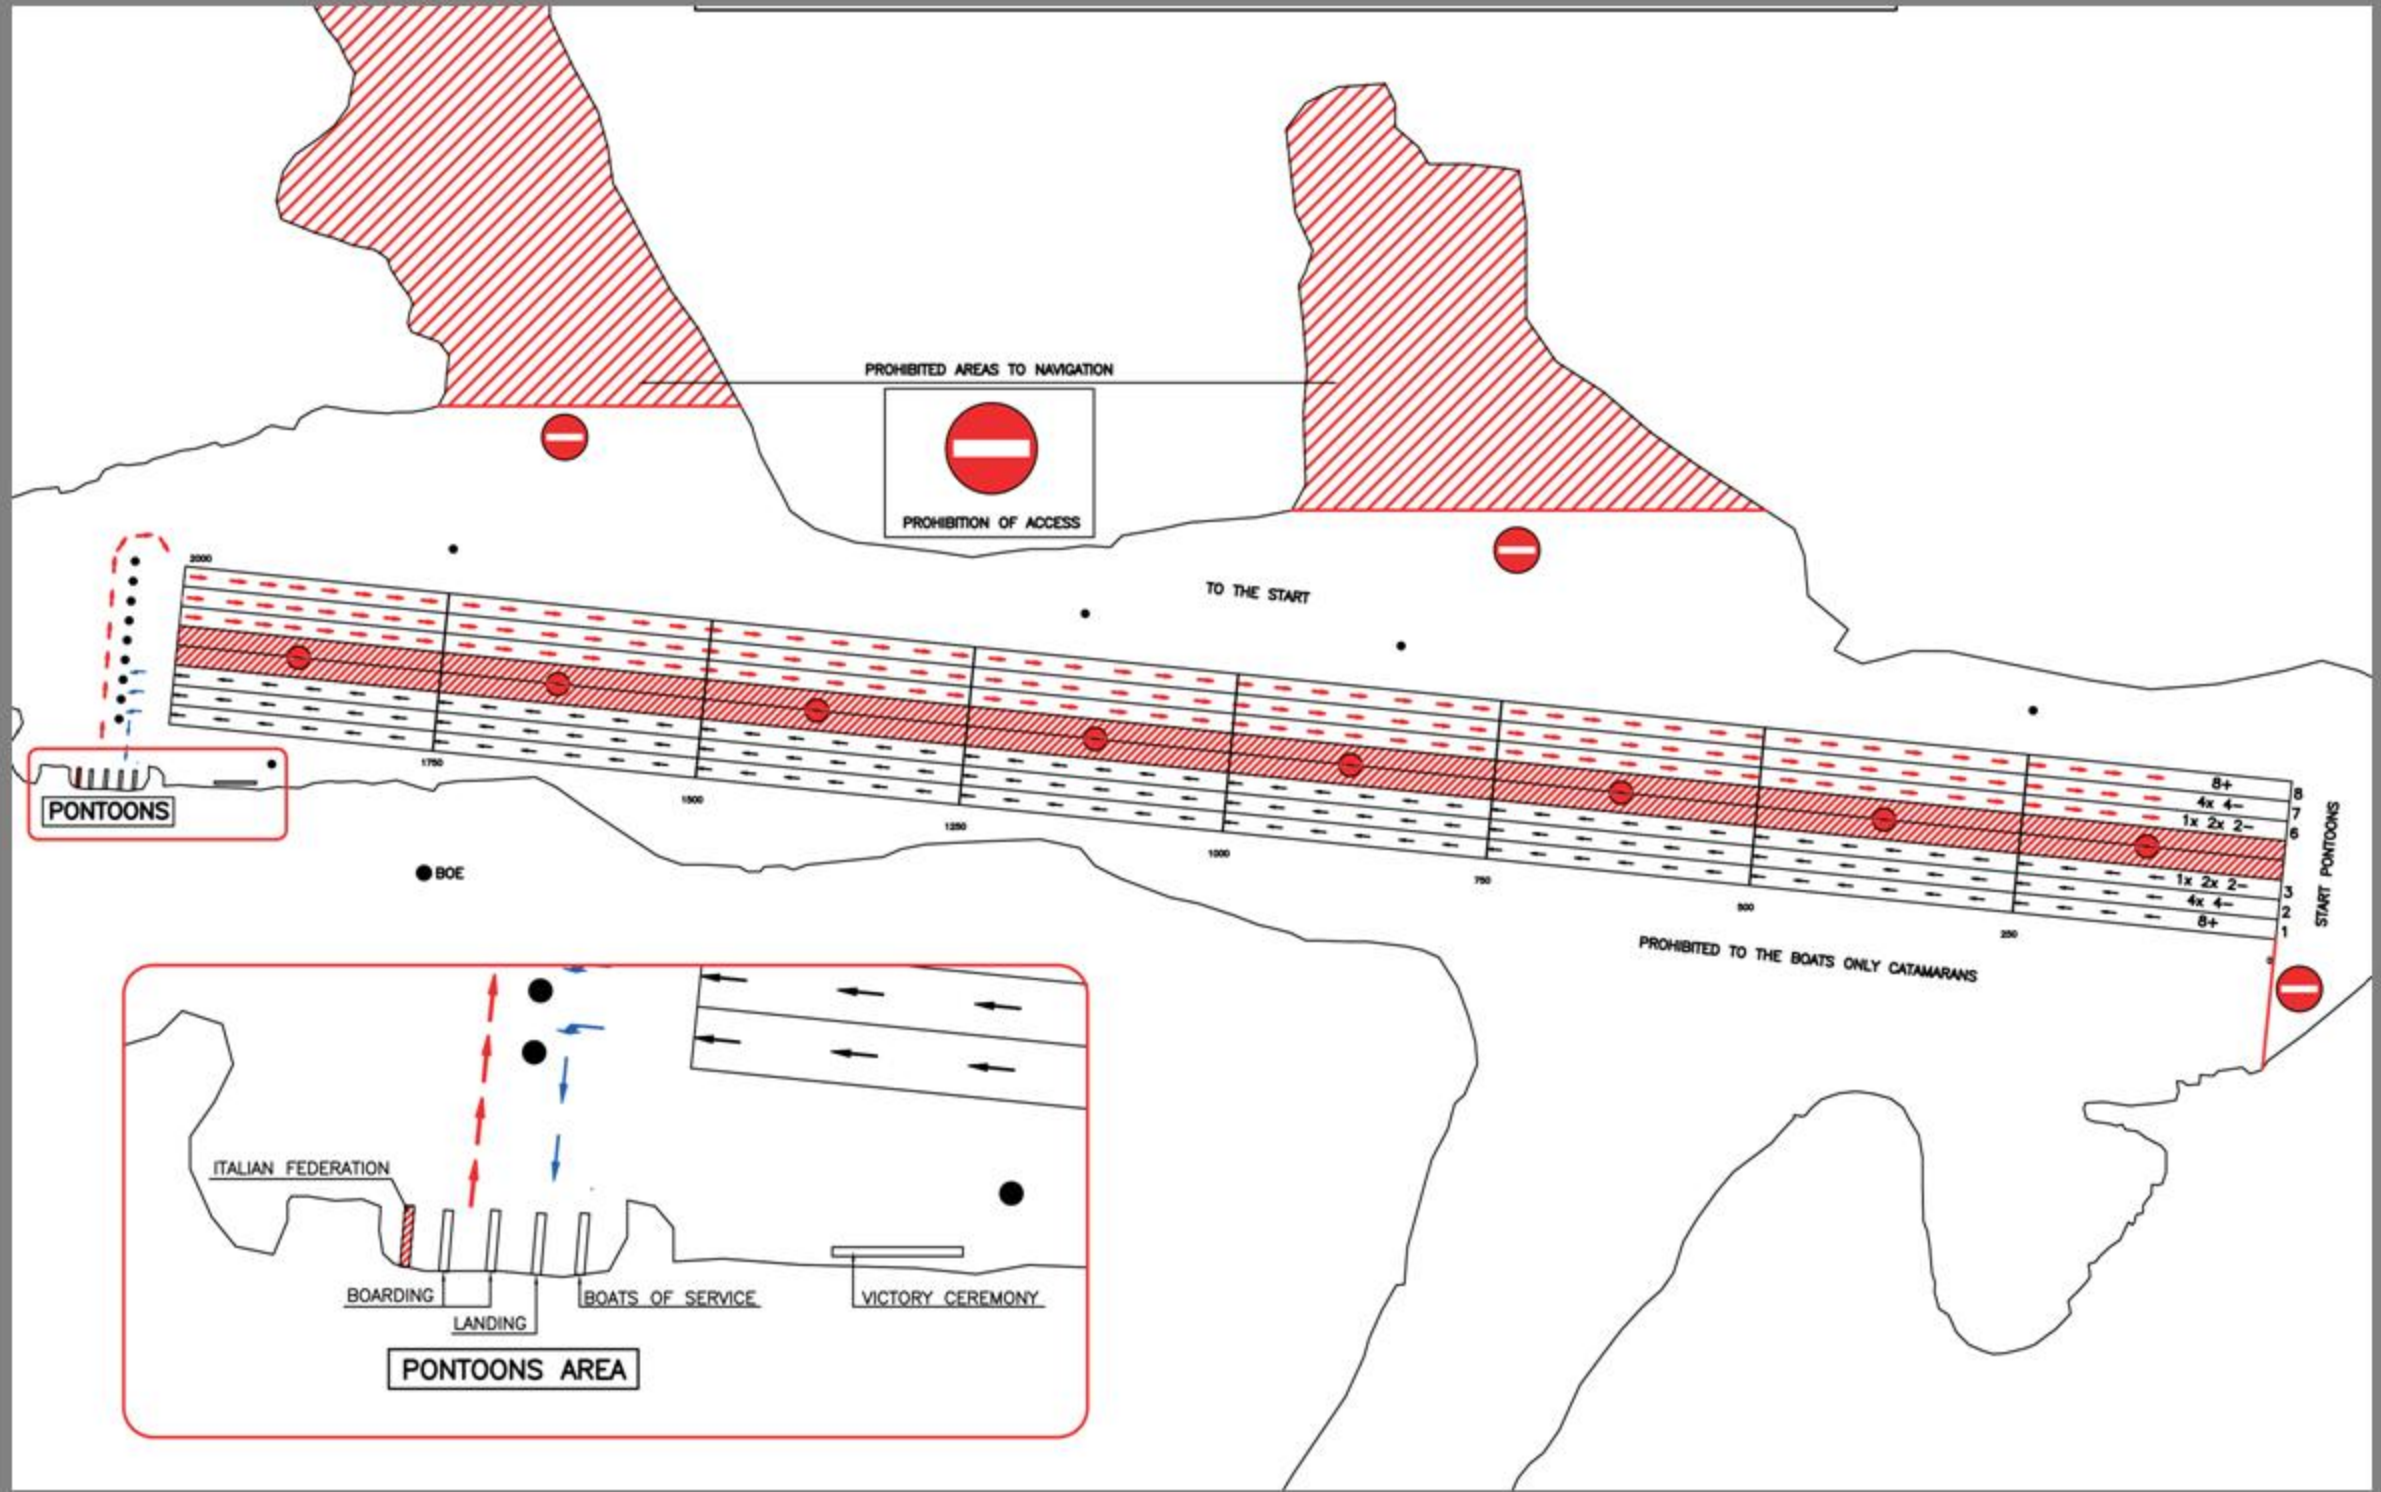 PROHIBITED AREAS TO NAVIGATION
PROHIBITION OF ACCESS
2000
TO THE START
1750
1500
1250
1000
750
500
250
0
8+
4x 4-
1x 2x 2-
1x 2x 2-
4x 4-
8+
8
7
6
3
2
1
START PONTOONS
PONTOONS
BOE
PROHIBITED TO THE BOATS ONLY CATAMARANS
ITALIAN FEDERATION
BOARDING
LANDING
BOATS OF SERVICE
VICTORY CEREMONY
PONTOONS AREA